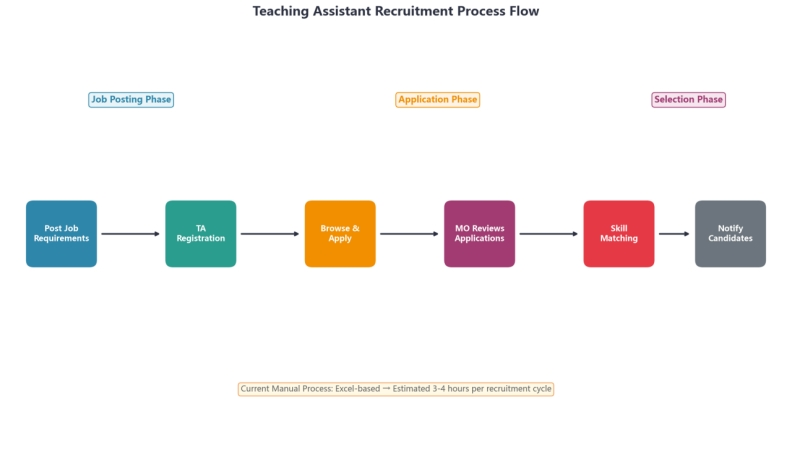 Teaching Assistant Recruitment Process Flow
Job Posting Phase
Application Phase
Selection Phase
Post Job
Requirements
TA
Registration
Browse &
Apply
MO Reviews
Applications
Skill
Matching
Notify
Candidates
Current Manual Process: Excel-based → Estimated 3-4 hours per recruitment cycle